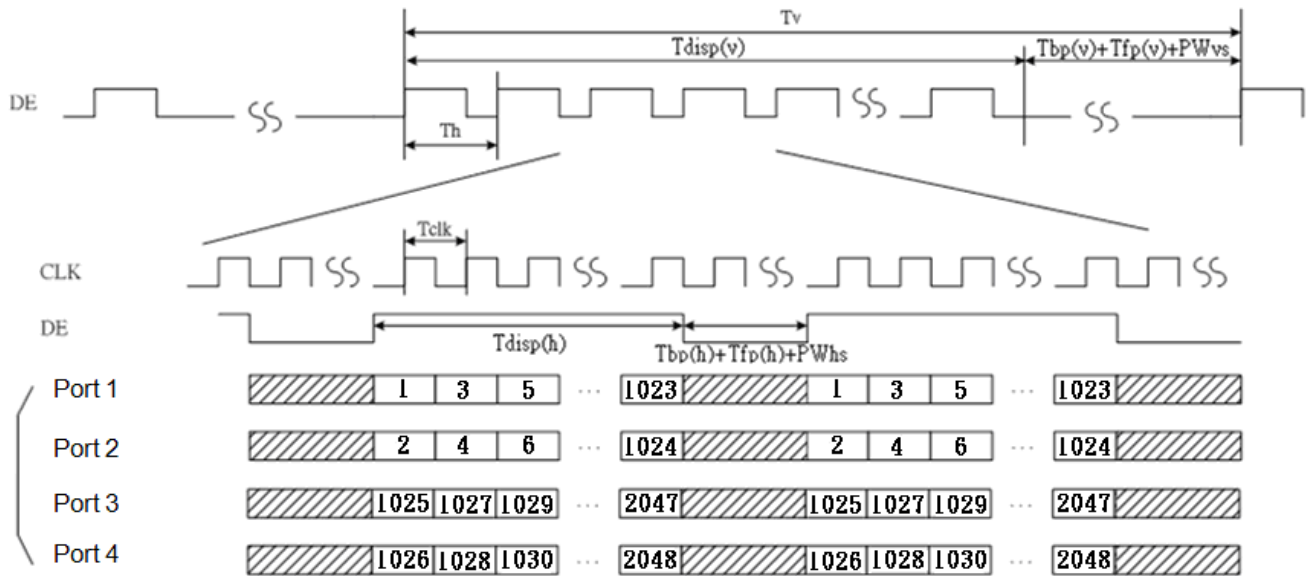 Tv
Tdisp(v) Tbp(v)+Tfp(v)+PWvs
DE
Th
Tclk
CLK
DE
Tdisp(h) Tbp(h)+Tfp(h)+PWhs
Port 1 1 3 5 ... 1023 1 3 5 ... 1023
Port 2 2 4 6 ... 1024 2 4 6 ... 1024
Port 3 1025 1027 1029 ... 2047 1025 1027 1029 ... 2047
Port 4 1026 1028 1030 ... 2048 1026 1028 1030 ... 2048